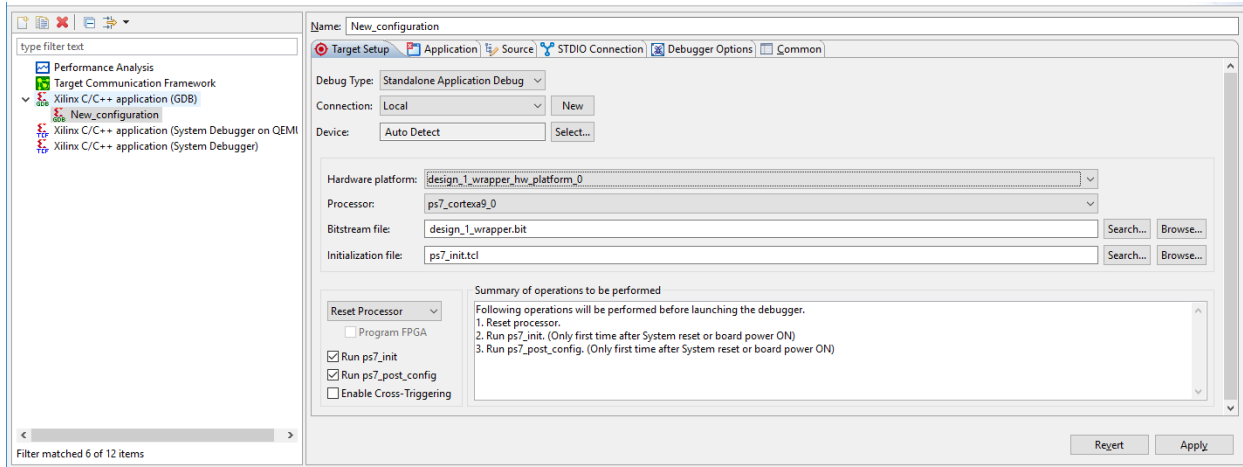 type filter text
Performance Analysis
Target Communication Framework
Xilinx C/C++ application (GDB)
New_configuration
Xilinx C/C++ application (System Debugger on QEMU
Xilinx C/C++ application (System Debugger)
Filter matched 6 of 12 items
Name: New_configuration
Target Setup Application Source STDIO Connection Debugger Options Common
Debug Type: Standalone Application Debug
Connection: Local New
Device: Auto Detect Select...
Hardware platform: design_1_wrapper_hw_platform_0
Processor: ps7_cortexa9_0
Bitstream file: design_1_wrapper.bit Search... Browse...
Initialization file: ps7_init.tcl Search... Browse...
Reset Processor
Program FPGA
Run ps7_init
Run ps7_post_config
Enable Cross-Triggering
Summary of operations to be performed
Following operations will be performed before launching the debugger.
1. Reset processor.
2. Run ps7_init. (Only first time after System reset or board power ON)
3. Run ps7_post_config. (Only first time after System reset or board power ON)
Revert Apply